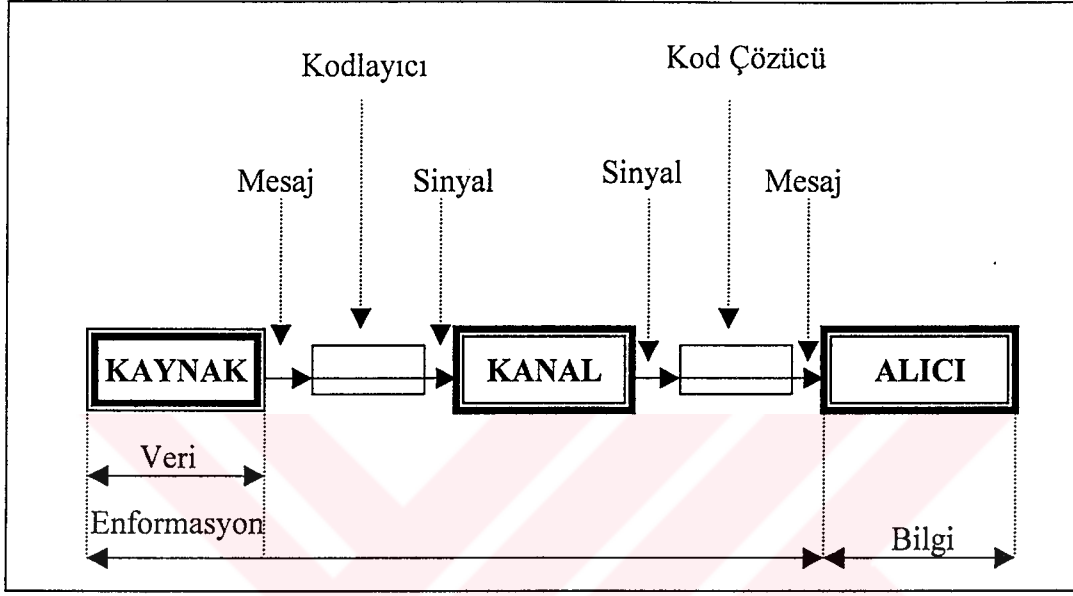 Kodlayıcı
Kod Çözücü
Mesaj
Sinyal
Sinyal
Mesaj
KAYNAK
KANAL
ALICI
Veri
Enformasyon
Bilgi